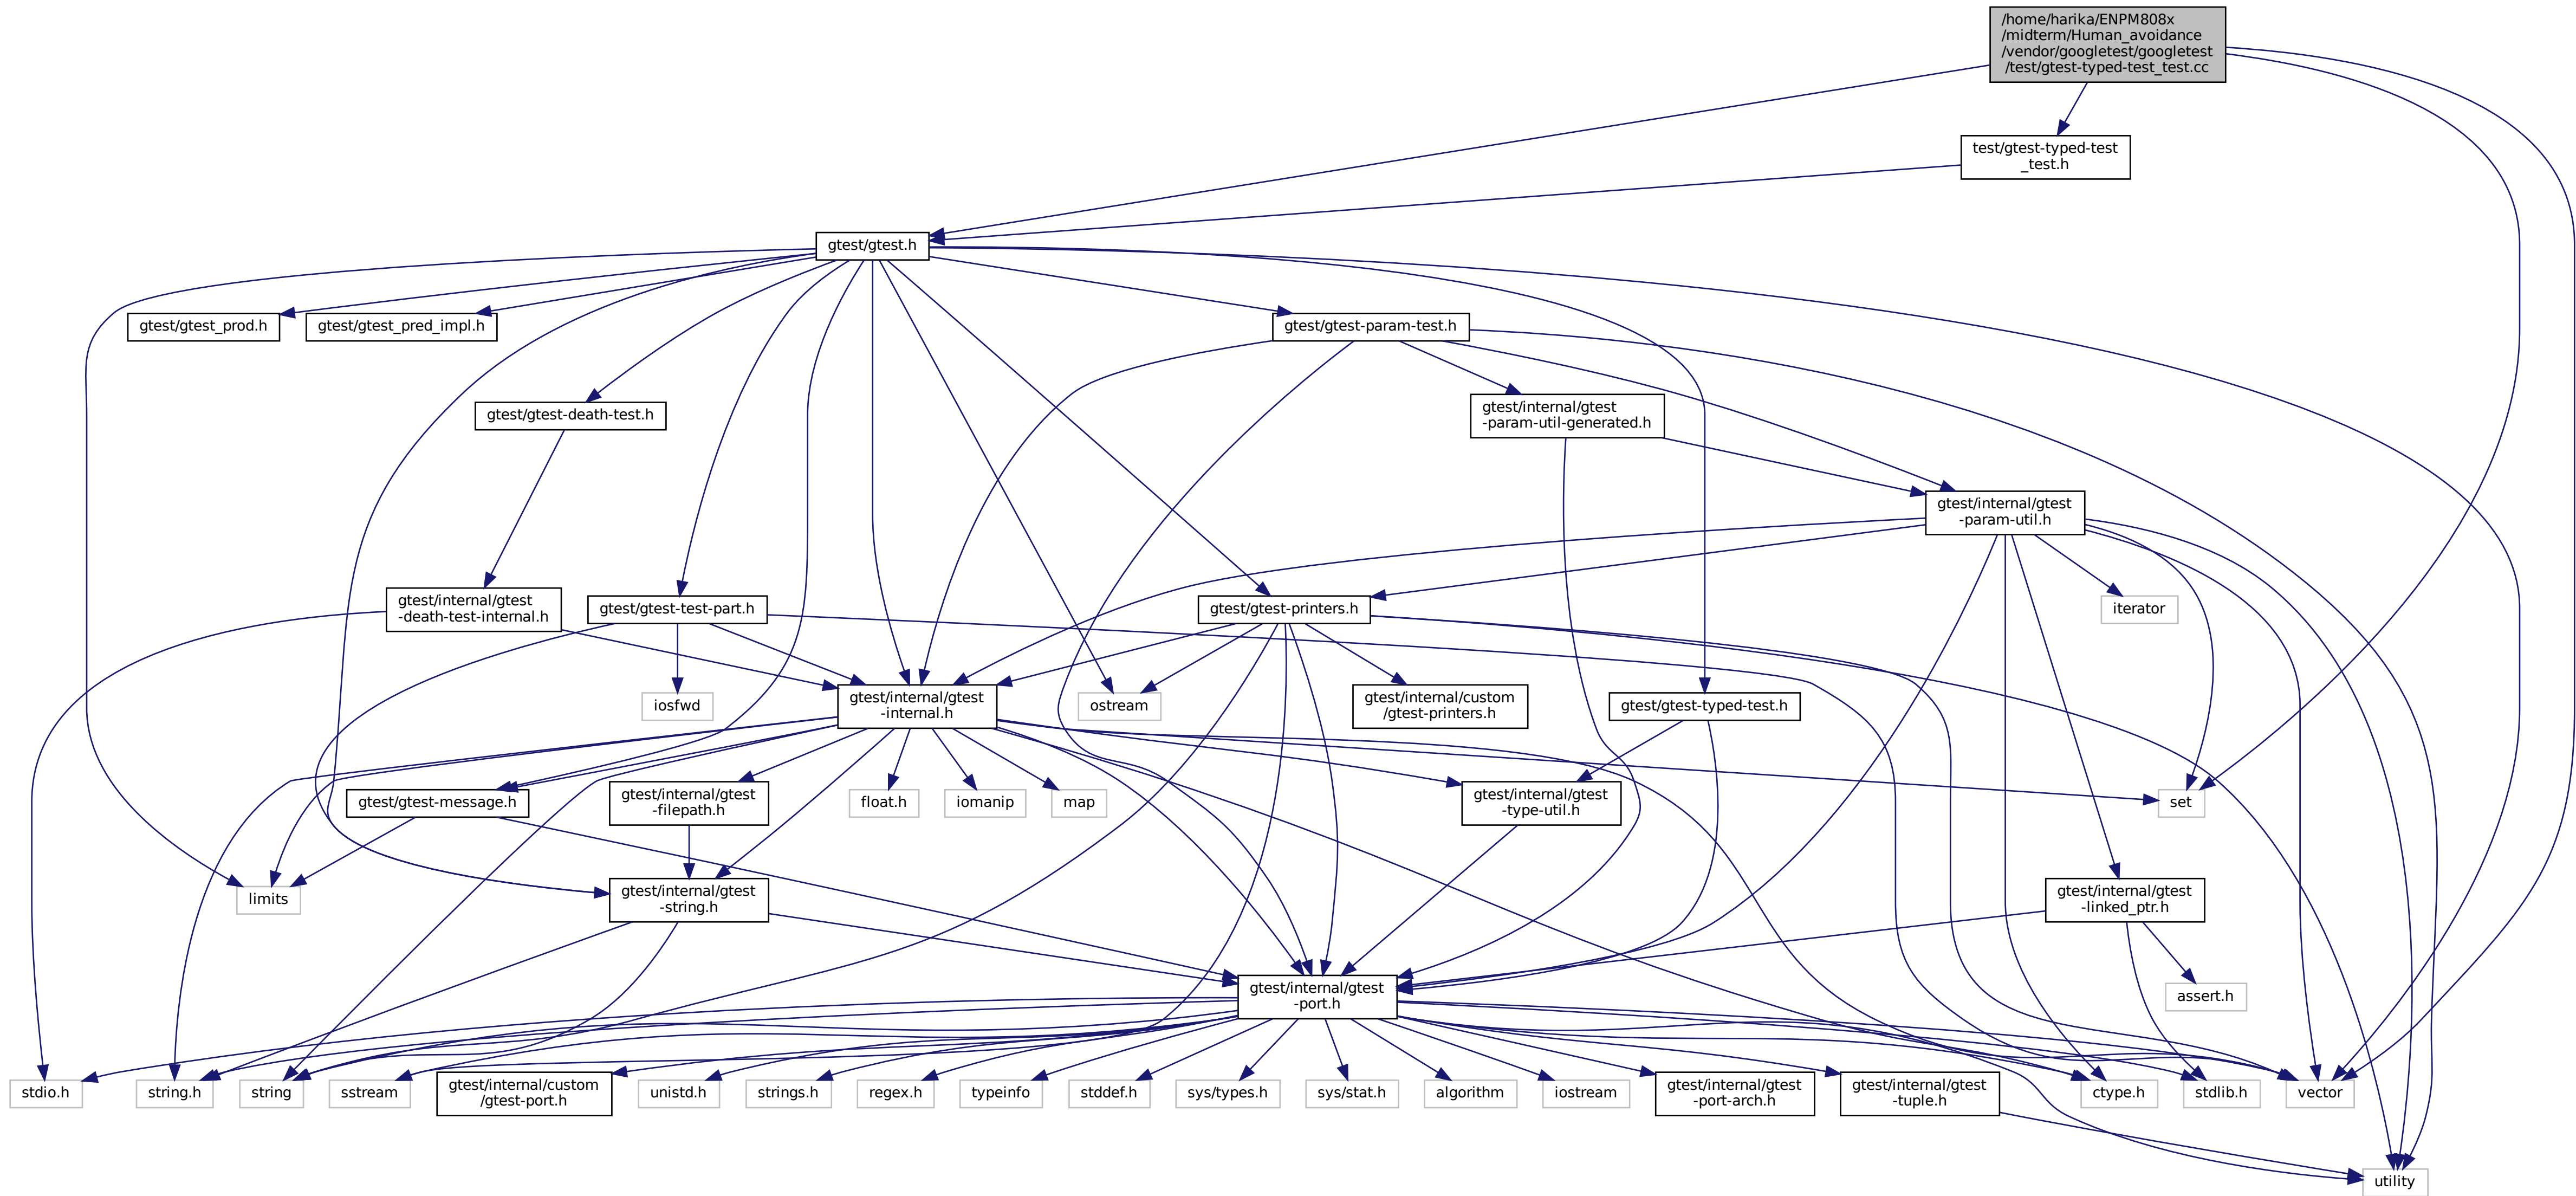 /home/harika/ENPM808x
/midterm/Human_avoidance
/vendor/googletest/googletest
/test/gtest-typed-test_test.cc
test/gtest-typed-test
_test.h
gtest/gtest.h
gtest/gtest_prod.h
gtest/gtest_pred_impl.h
gtest/gtest-param-test.h
gtest/gtest-death-test.h
gtest/internal/gtest
-param-util-generated.h
gtest/internal/gtest
-param-util.h
gtest/internal/gtest
-death-test-internal.h
gtest/gtest-test-part.h
gtest/gtest-printers.h
iterator
iosfwd
gtest/internal/gtest
-internal.h
ostream
gtest/internal/custom
/gtest-printers.h
gtest/gtest-typed-test.h
gtest/gtest-message.h
gtest/internal/gtest
-filepath.h
float.h
iomanip
map
gtest/internal/gtest
-type-util.h
set
limits
gtest/internal/gtest
-string.h
gtest/internal/gtest
-linked_ptr.h
gtest/internal/gtest
-port.h
assert.h
stdio.h
string.h
string
sstream
gtest/internal/custom
/gtest-port.h
unistd.h
strings.h
regex.h
typeinfo
stddef.h
sys/types.h
sys/stat.h
algorithm
iostream
gtest/internal/gtest
-port-arch.h
gtest/internal/gtest
-tuple.h
ctype.h
stdlib.h
vector
utility